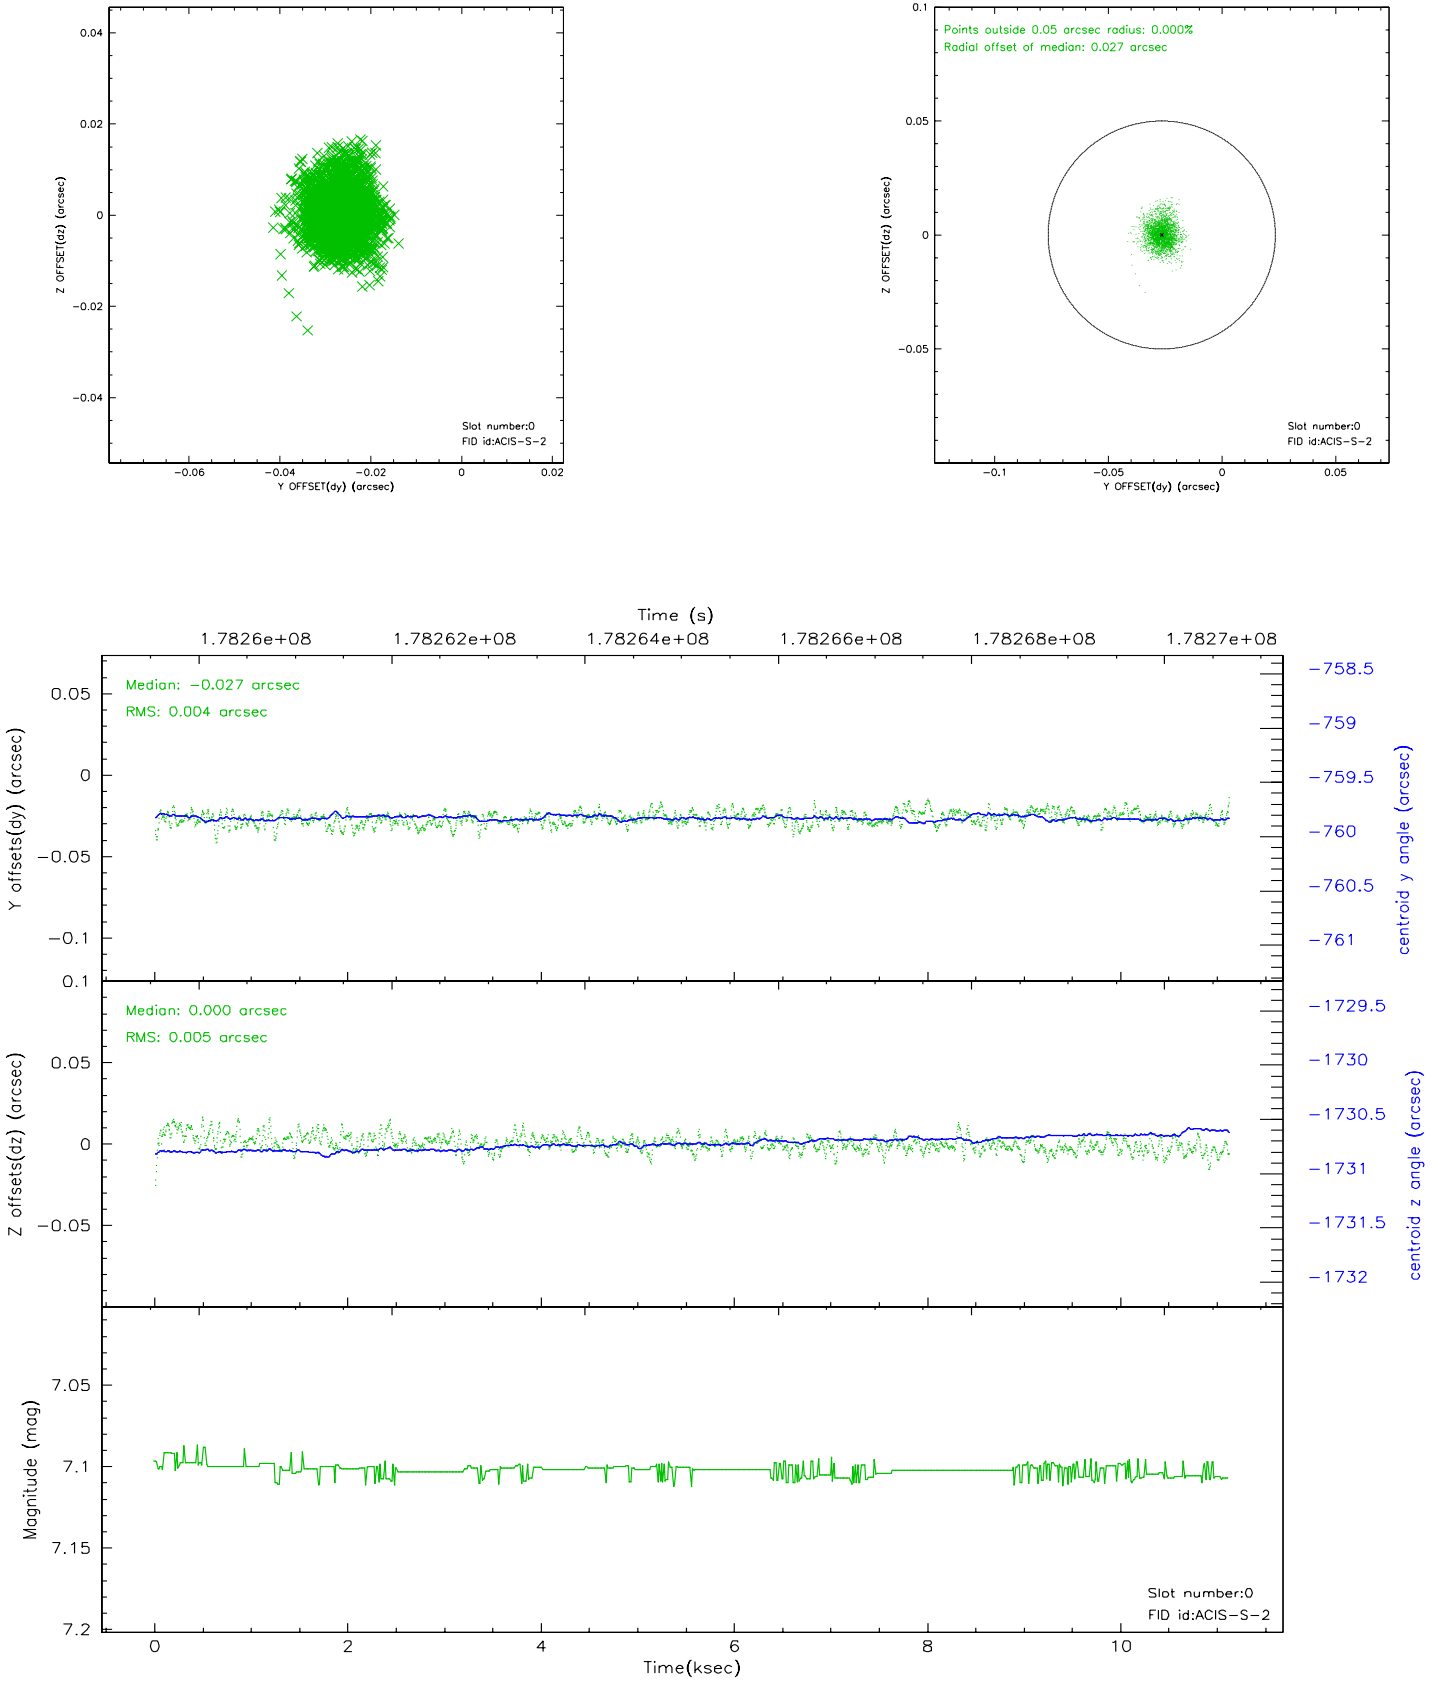 0.04
0.02
0
−0.02
−0.04
Z OFFSET(dz) (arcsec)
Slot number:0
FID id:ACIS−S−2
−0.06
−0.04
−0.02
0
0.02
Y OFFSET(dy) (arcsec)
0.1
0.05
0
−0.05
Z OFFSET(dz) (arcsec)
Points outside 0.05 arcsec radius: 0.000%
Radial offset of median: 0.027 arcsec
Slot number:0
FID id:ACIS−S−2
−0.1
−0.05
0
0.05
Y OFFSET(dy) (arcsec)
Time (s)
1.7826e+08
1.78262e+08
1.78264e+08
1.78266e+08
1.78268e+08
1.7827e+08
Median: −0.027 arcsec
RMS: 0.004 arcsec
0.05
0
−0.05
−0.1
Y offsets(dy) (arcsec)
−758.5
−759
−759.5
−760
−760.5
−761
centroid y angle (arcsec)
Median: 0.000 arcsec
RMS: 0.005 arcsec
0.1
0.05
0
−0.05
Z offsets(dz) (arcsec)
−1729.5
−1730
−1730.5
−1731
−1731.5
−1732
centroid z angle (arcsec)
7.05
7.1
7.15
7.2
Magnitude (mag)
Slot number:0
FID id:ACIS−S−2
0
2
4
6
8
10
Time(ksec)